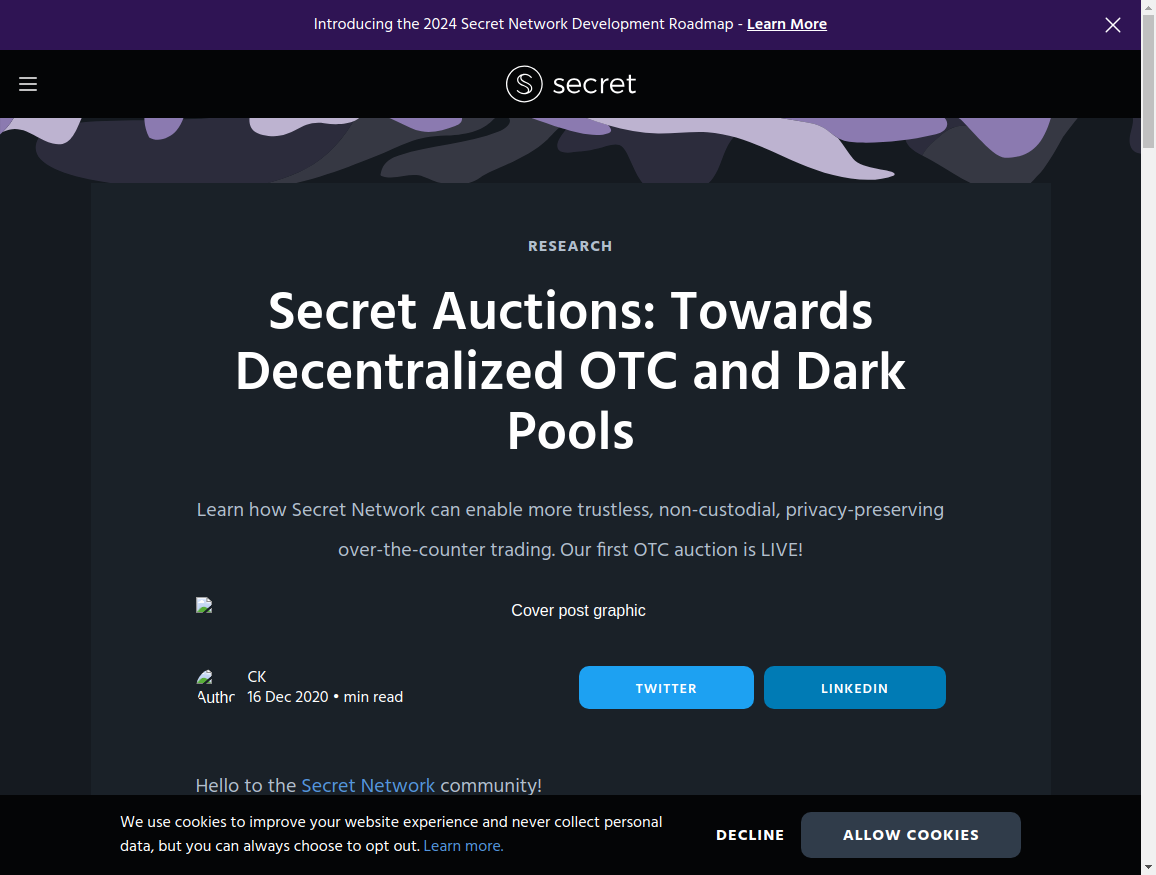 Introducing the 2024 Secret Network Development Roadmap - Learn More
secret
RESEARCH
Secret Auctions: Towards
Decentralized OTC and Dark
Pools
Learn how Secret Network can enable more trustless, non-custodial, privacy-preserving
over-the-counter trading. Our first OTC auction is LIVE!
Cover post graphic
CK
16 Dec 2020 • min read
TWITTER
LINKEDIN
Hello to the Secret Network community!
We use cookies to improve your website experience and never collect personal
data, but you can always choose to opt out. Learn more.
DECLINE
ALLOW COOKIES